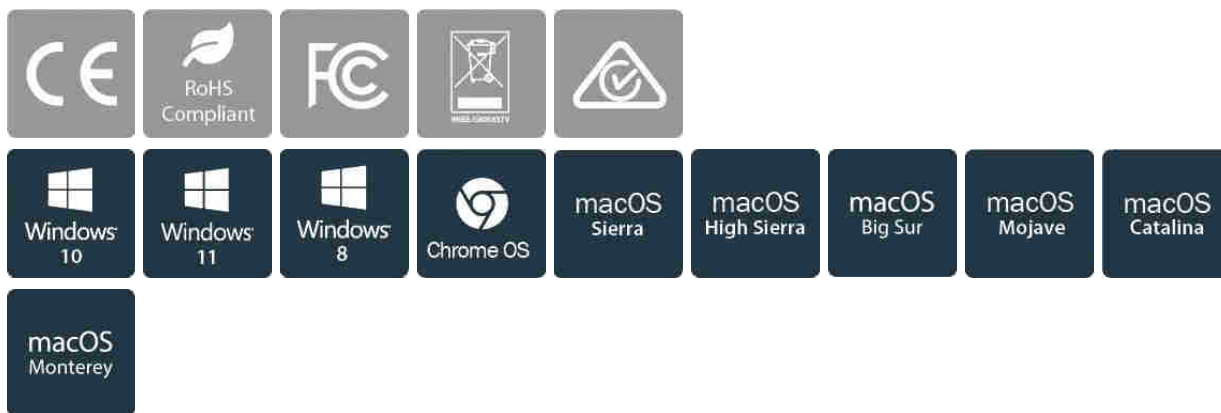 CE
RoHS
Compliant
FC
Windows
10
Windows
11
Windows
8
Chrome OS
macOS
Sierra
macOS
High Sierra
macOS
Big Sur
macOS
Mojave
macOS
Catalina
macOS
Monterey